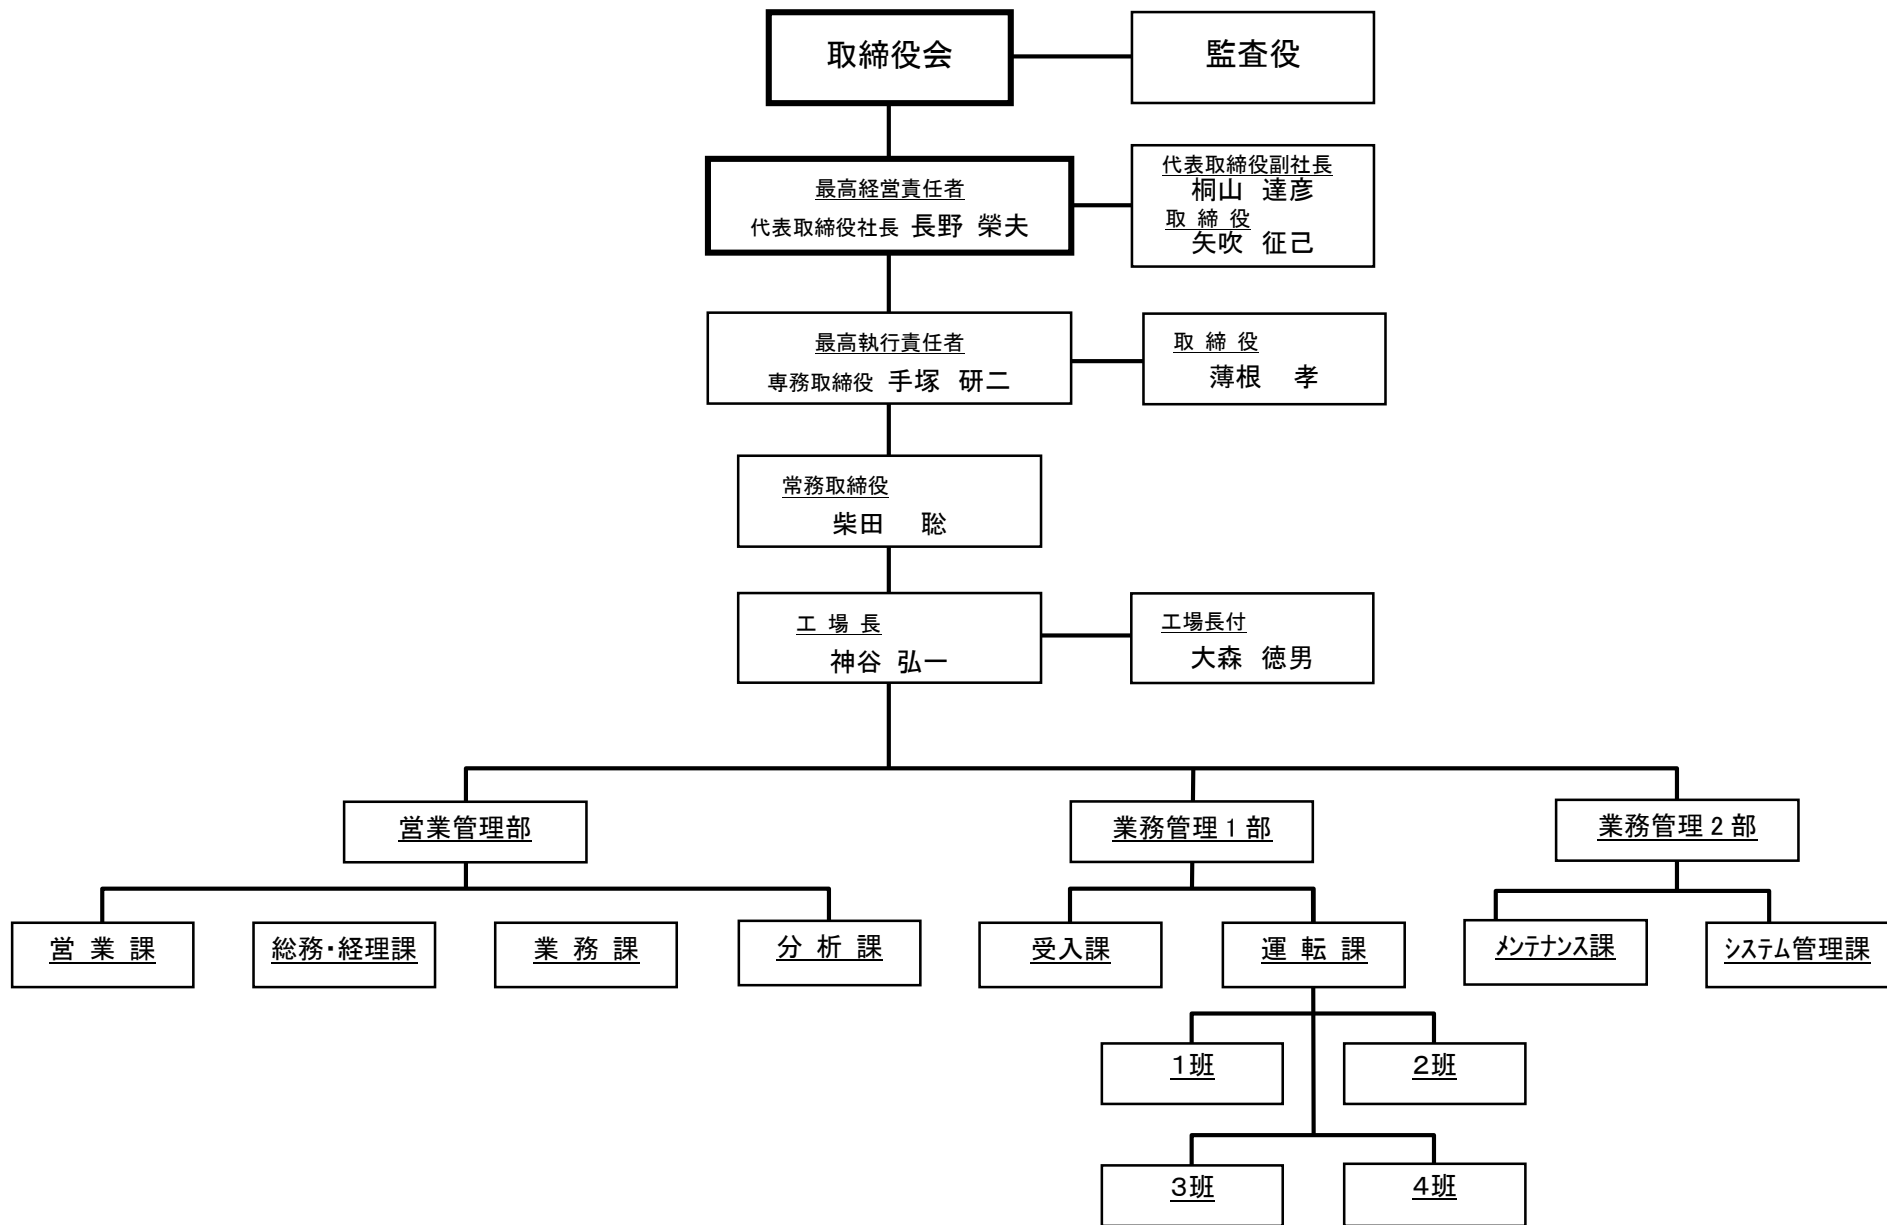 取締役会
監査役
最高経営責任者
代表取締役社長 長野 榮夫
代表取締役副社長
桐山 達彦
取 締 役
矢吹 征己
最高執行責任者
専務取締役 手塚 研二
取 締 役
薄根 孝
常務取締役
柴田 聡
工 場 長
神谷 弘一
工場長付
大森 徳男
営業管理部
業務管理1部
業務管理2部
営 業 課
総務・経理課
業 務 課
分 析 課
受入課
運 転 課
メンテナンス課
システム管理課
1班
2班
3班
4班